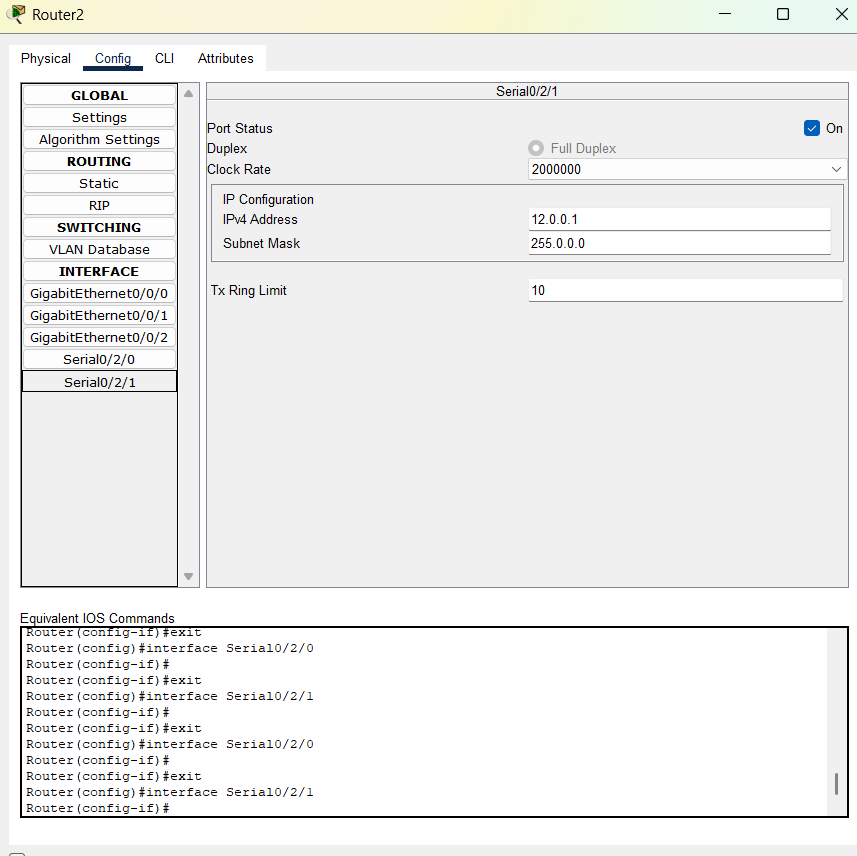 Router2
Physical Config CLI Attributes
GLOBAL
Settings
Algorithm Settings
ROUTING
Static
RIP
SWITCHING
VLAN Database
INTERFACE
GigabitEthernet0/0/0
GigabitEthernet0/0/1
GigabitEthernet0/0/2
Serial0/2/0
Serial0/2/1
Serial0/2/1
Port Status On
Duplex Full Duplex
Clock Rate 2000000
IP Configuration
IPv4 Address 12.0.0.1
Subnet Mask 255.0.0.0
Tx Ring Limit 10
Equivalent IOS Commands
Router(config-if)#exit
Router(config)#interface Serial0/2/0
Router(config-if)#
Router(config-if)#exit
Router(config)#interface Serial0/2/1
Router(config-if)#
Router(config-if)#exit
Router(config)#interface Serial0/2/0
Router(config-if)#
Router(config-if)#exit
Router(config)#interface Serial0/2/1
Router(config-if)#